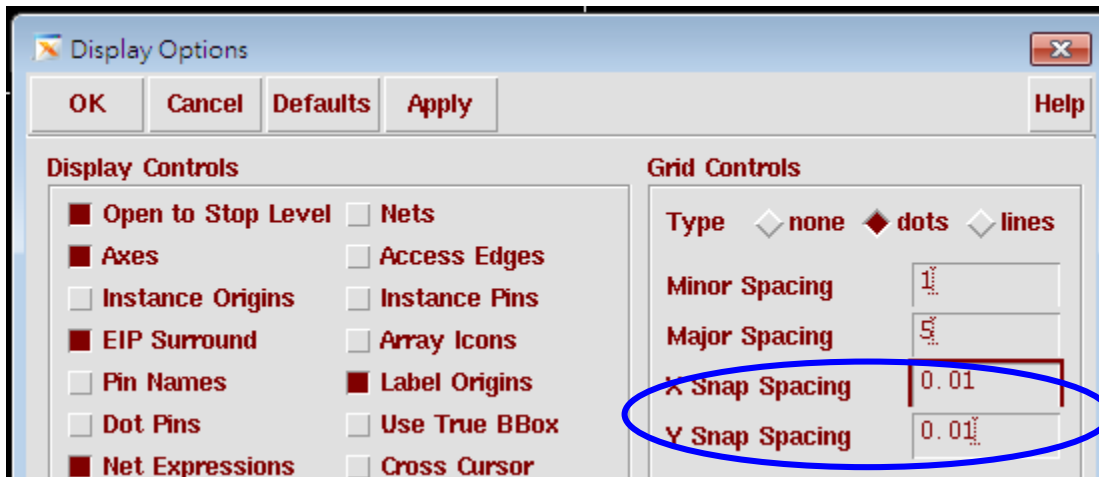 Display Options
OK Cancel Defaults Apply Help
Display Controls
Open to Stop Level Nets
Axes Access Edges
Instance Origins Instance Pins
EIP Surround Array Icons
Pin Names Label Origins
Dot Pins Use True BBox
Net Expressions Cross Cursor
Grid Controls
Type none dots lines
Minor Spacing 1
Major Spacing 5
X Snap Spacing 0.01
Y Snap Spacing 0.01